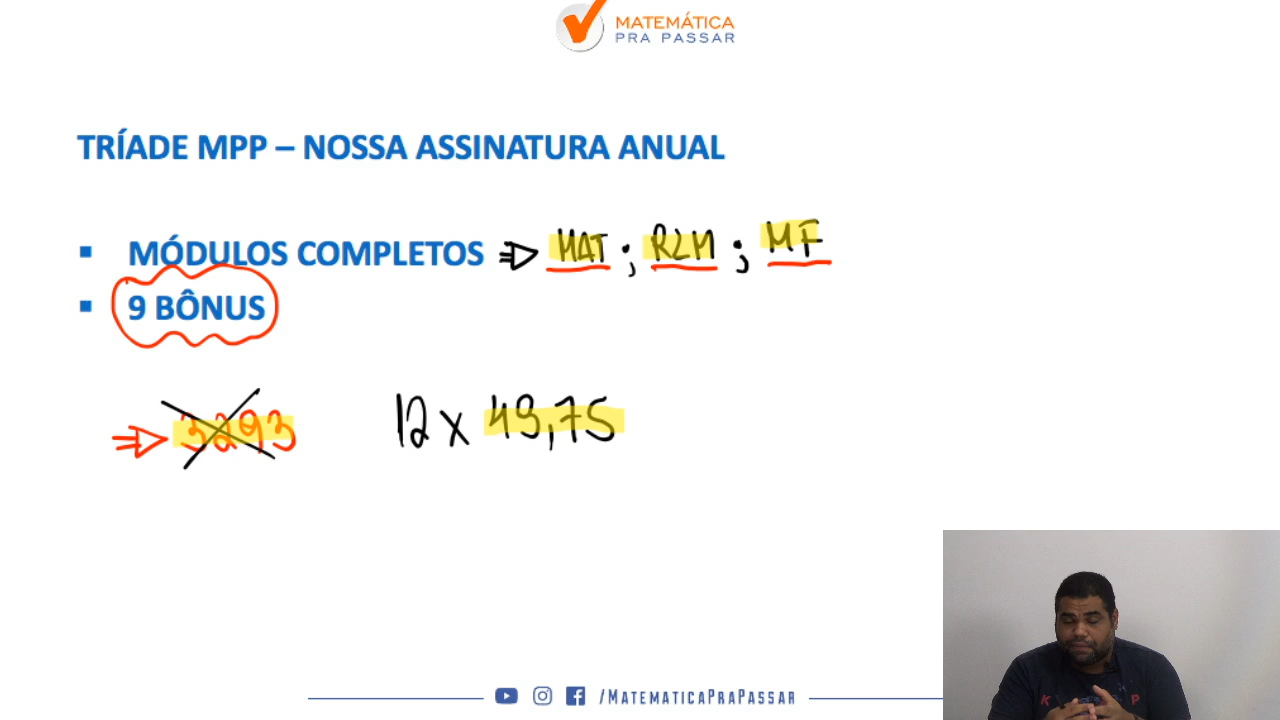 MATEMÁTICA
PRA PASSAR
TRÍADE MPP – NOSSA ASSINATURA ANUAL
▪ MÓDULOS COMPLETOS ⇒ MAT ; RLM ; MF
▪ 9 BÔNUS
⇒ 3293 12 x 49,75
/MATEMATICAPRAPASSAR